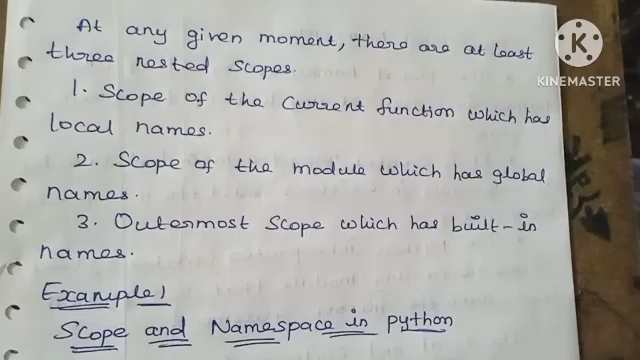 At any given moment, there are at least
three nested scopes.
1. Scope of the current function which has
local names.
2. Scope of the module which has global
names.
3. Outermost scope which has built-in
names.
Example 1
Scope and Namespace in python
K
KINEMASTER